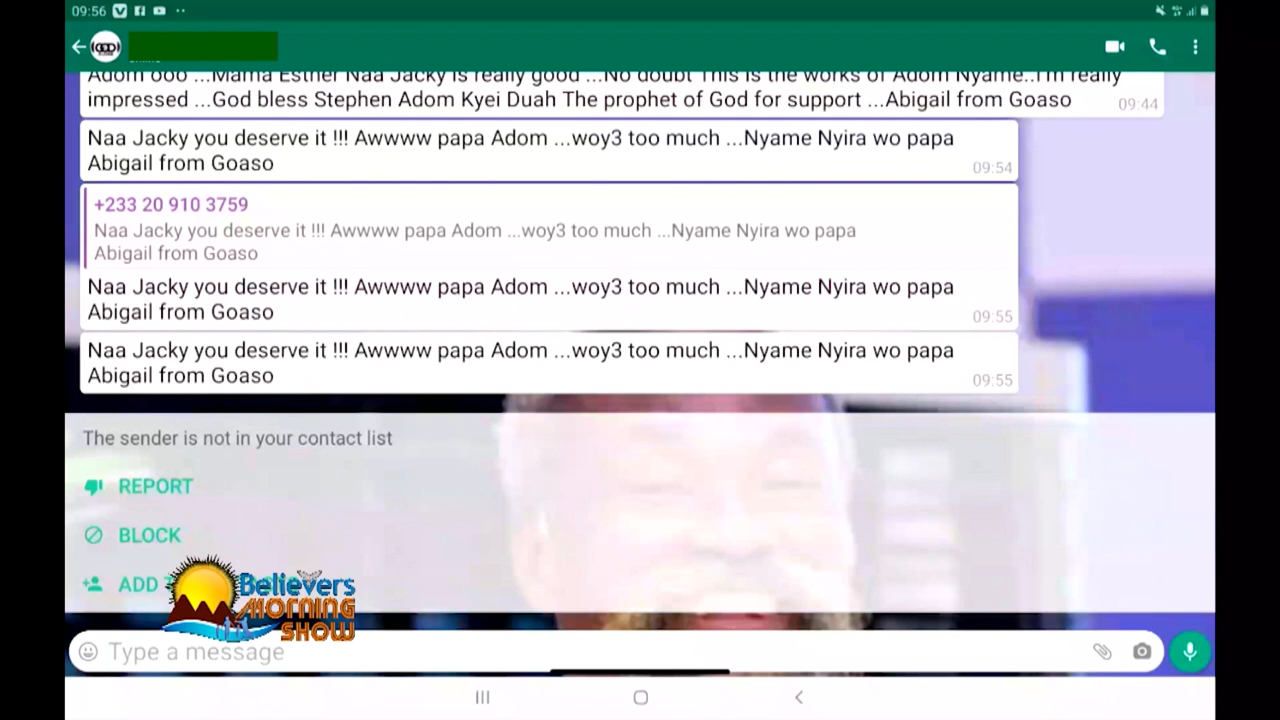 09:56
Adom ooo ...Mama Esther Naa Jacky is really good ...No doubt This is the works of Adom Nyame..I'm really
impressed ...God bless Stephen Adom Kyei Duah The prophet of God for support ...Abigail from Goaso
09:44
Naa Jacky you deserve it !!! Awwww papa Adom ...woy3 too much ...Nyame Nyira wo papa
Abigail from Goaso
09:54
+233 20 910 3759
Naa Jacky you deserve it !!! Awwww papa Adom ...woy3 too much ...Nyame Nyira wo papa
Abigail from Goaso
Naa Jacky you deserve it !!! Awwww papa Adom ...woy3 too much ...Nyame Nyira wo papa
Abigail from Goaso
09:55
Naa Jacky you deserve it !!! Awwww papa Adom ...woy3 too much ...Nyame Nyira wo papa
Abigail from Goaso
09:55
The sender is not in your contact list
REPORT
BLOCK
ADD
Believers
MORNING
SHOW
Type a message